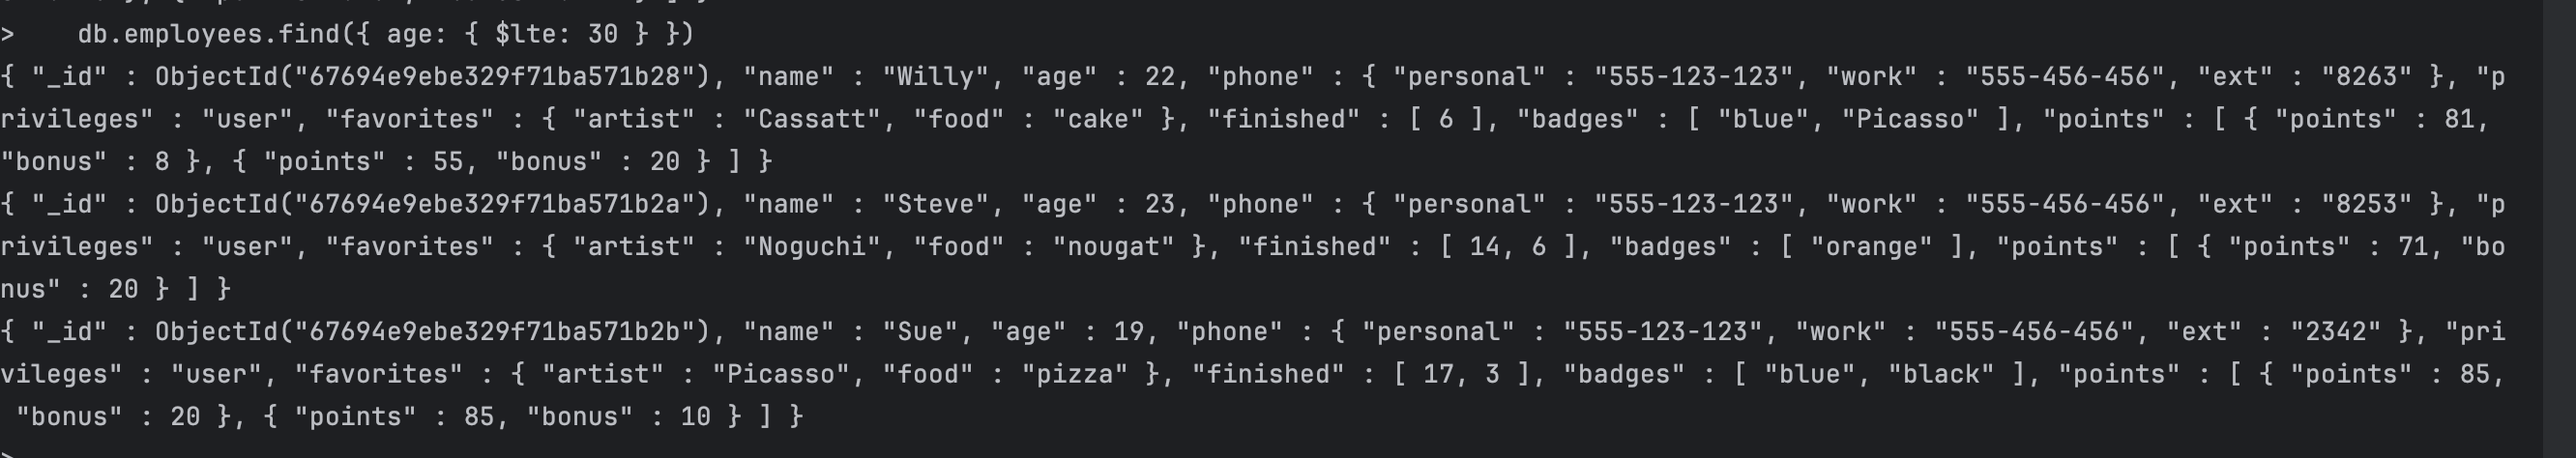 >    db.employees.find({ age: { $lte: 30 } })
{ "_id" : ObjectId("67694e9ebe329f71ba571b28"), "name" : "Willy", "age" : 22, "phone" : { "personal" : "555-123-123", "work" : "555-456-456", "ext" : "8263" }, "p
rivileges" : "user", "favorites" : { "artist" : "Cassatt", "food" : "cake" }, "finished" : [ 6 ], "badges" : [ "blue", "Picasso" ], "points" : [ { "points" : 81,
"bonus" : 8 }, { "points" : 55, "bonus" : 20 } ] }
{ "_id" : ObjectId("67694e9ebe329f71ba571b2a"), "name" : "Steve", "age" : 23, "phone" : { "personal" : "555-123-123", "work" : "555-456-456", "ext" : "8253" }, "p
rivileges" : "user", "favorites" : { "artist" : "Noguchi", "food" : "nougat" }, "finished" : [ 14, 6 ], "badges" : [ "orange" ], "points" : [ { "points" : 71, "bo
nus" : 20 } ] }
{ "_id" : ObjectId("67694e9ebe329f71ba571b2b"), "name" : "Sue", "age" : 19, "phone" : { "personal" : "555-123-123", "work" : "555-456-456", "ext" : "2342" }, "pri
vileges" : "user", "favorites" : { "artist" : "Picasso", "food" : "pizza" }, "finished" : [ 17, 3 ], "badges" : [ "blue", "black" ], "points" : [ { "points" : 85,
 "bonus" : 20 }, { "points" : 85, "bonus" : 10 } ] }